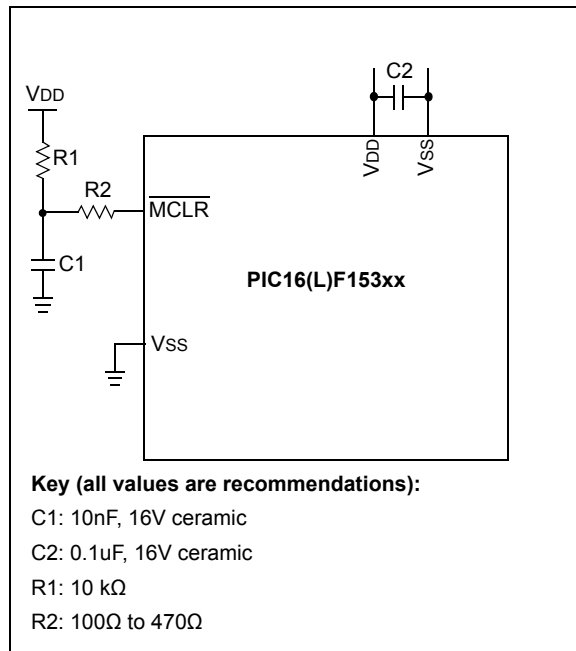 C2
VDD
R1
VDD
VSS
R2
MCLR
C1
PIC16(L)F153xx
VSS
Key (all values are recommendations):
C1: 10nF, 16V ceramic
C2: 0.1uF, 16V ceramic
R1: 10 kΩ
R2: 100Ω to 470Ω